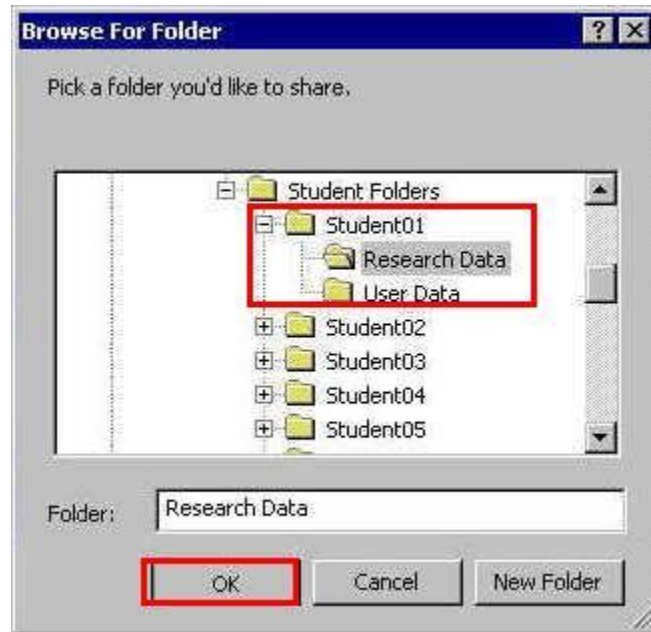 Browse For Folder
Pick a folder you'd like to share.
Student Folders
Student01
Research Data
User Data
Student02
Student03
Student04
Student05
Folder: Research Data
OK Cancel New Folder